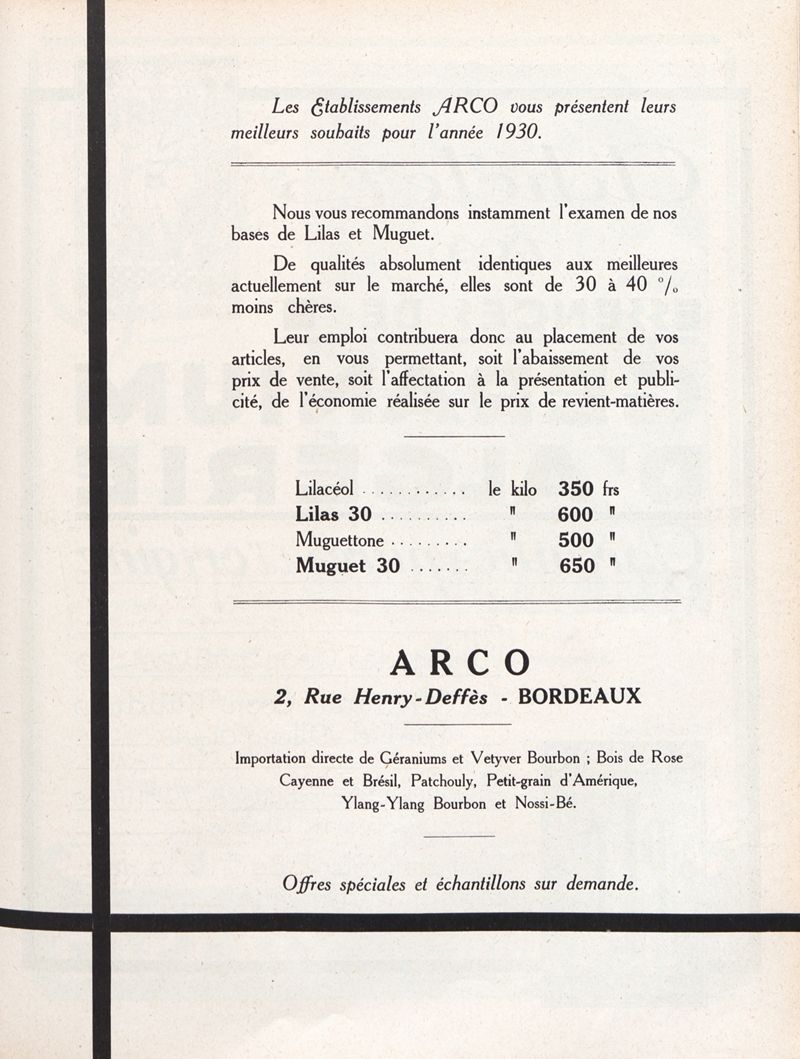 Les Établissements ARCO vous présentent leurs
meilleurs souhaits pour l'année 1930.
Nous vous recommandons instamment l'examen de nos
bases de Lilas et Muguet.
De qualités absolument identiques aux meilleures
actuellement sur le marché, elles sont de 30 à 40 %
moins chères.
Leur emploi contribuera donc au placement de vos
articles, en vous permettant, soit l'abaissement de vos
prix de vente, soit l'affectation à la présentation et publi-
cité, de l'économie réalisée sur le prix de revient-matières.
Lilacéol ............ le kilo 350 frs
Lilas 30 .......... " 600 "
Muguettone ......... " 500 "
Muguet 30 ....... " 650 "
ARCO
2, Rue Henry-Deffès - BORDEAUX
Importation directe de Géraniums et Vetyver Bourbon ; Bois de Rose
Cayenne et Brésil, Patchouly, Petit-grain d'Amérique,
Ylang-Ylang Bourbon et Nossi-Bé.
Offres spéciales et échantillons sur demande.